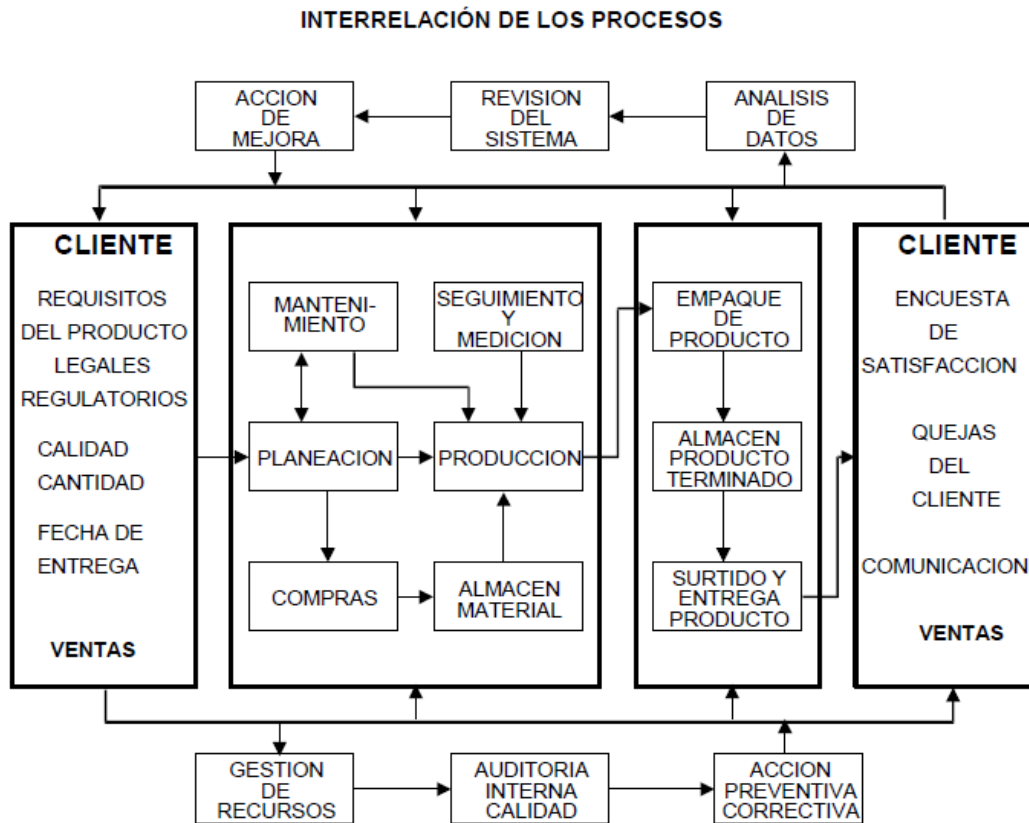 INTERRELACIÓN DE LOS PROCESOS
ACCION
DE
MEJORA
REVISION
DEL
SISTEMA
ANALISIS
DE
DATOS
CLIENTE
REQUISITOS
DEL PRODUCTO
LEGALES
REGULATORIOS
CALIDAD
CANTIDAD
FECHA DE
ENTREGA
VENTAS
MANTENI-
MIENTO
SEGUIMIENTO
Y
MEDICION
PLANEACION
PRODUCCION
COMPRAS
ALMACEN
MATERIAL
EMPAQUE
DE
PRODUCTO
ALMACEN
PRODUCTO
TERMINADO
SURTIDO Y
ENTREGA
PRODUCTO
CLIENTE
ENCUESTA
DE
SATISFACCION
QUEJAS
DEL
CLIENTE
COMUNICACION
VENTAS
GESTION
DE
RECURSOS
AUDITORIA
INTERNA
CALIDAD
ACCION
PREVENTIVA
CORRECTIVA